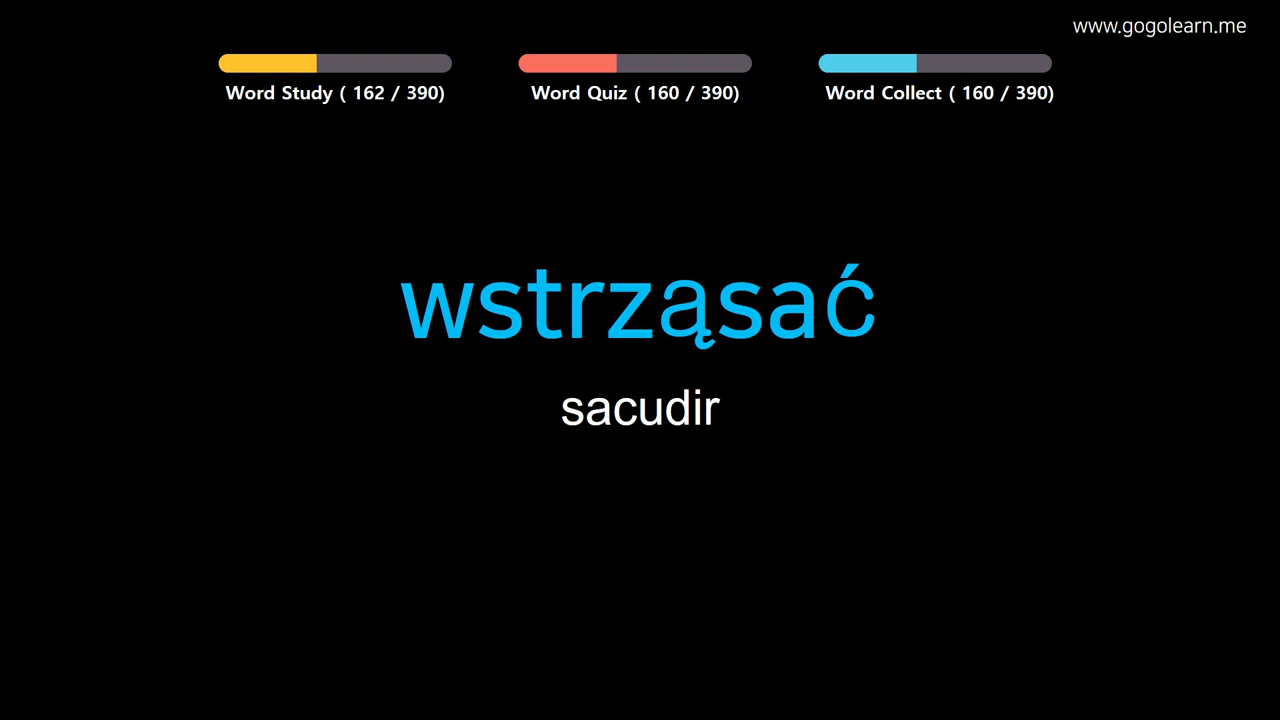 www.gogolearn.me
Word Study ( 162 / 390)
Word Quiz ( 160 / 390)
Word Collect ( 160 / 390)
wstrząsać
sacudir